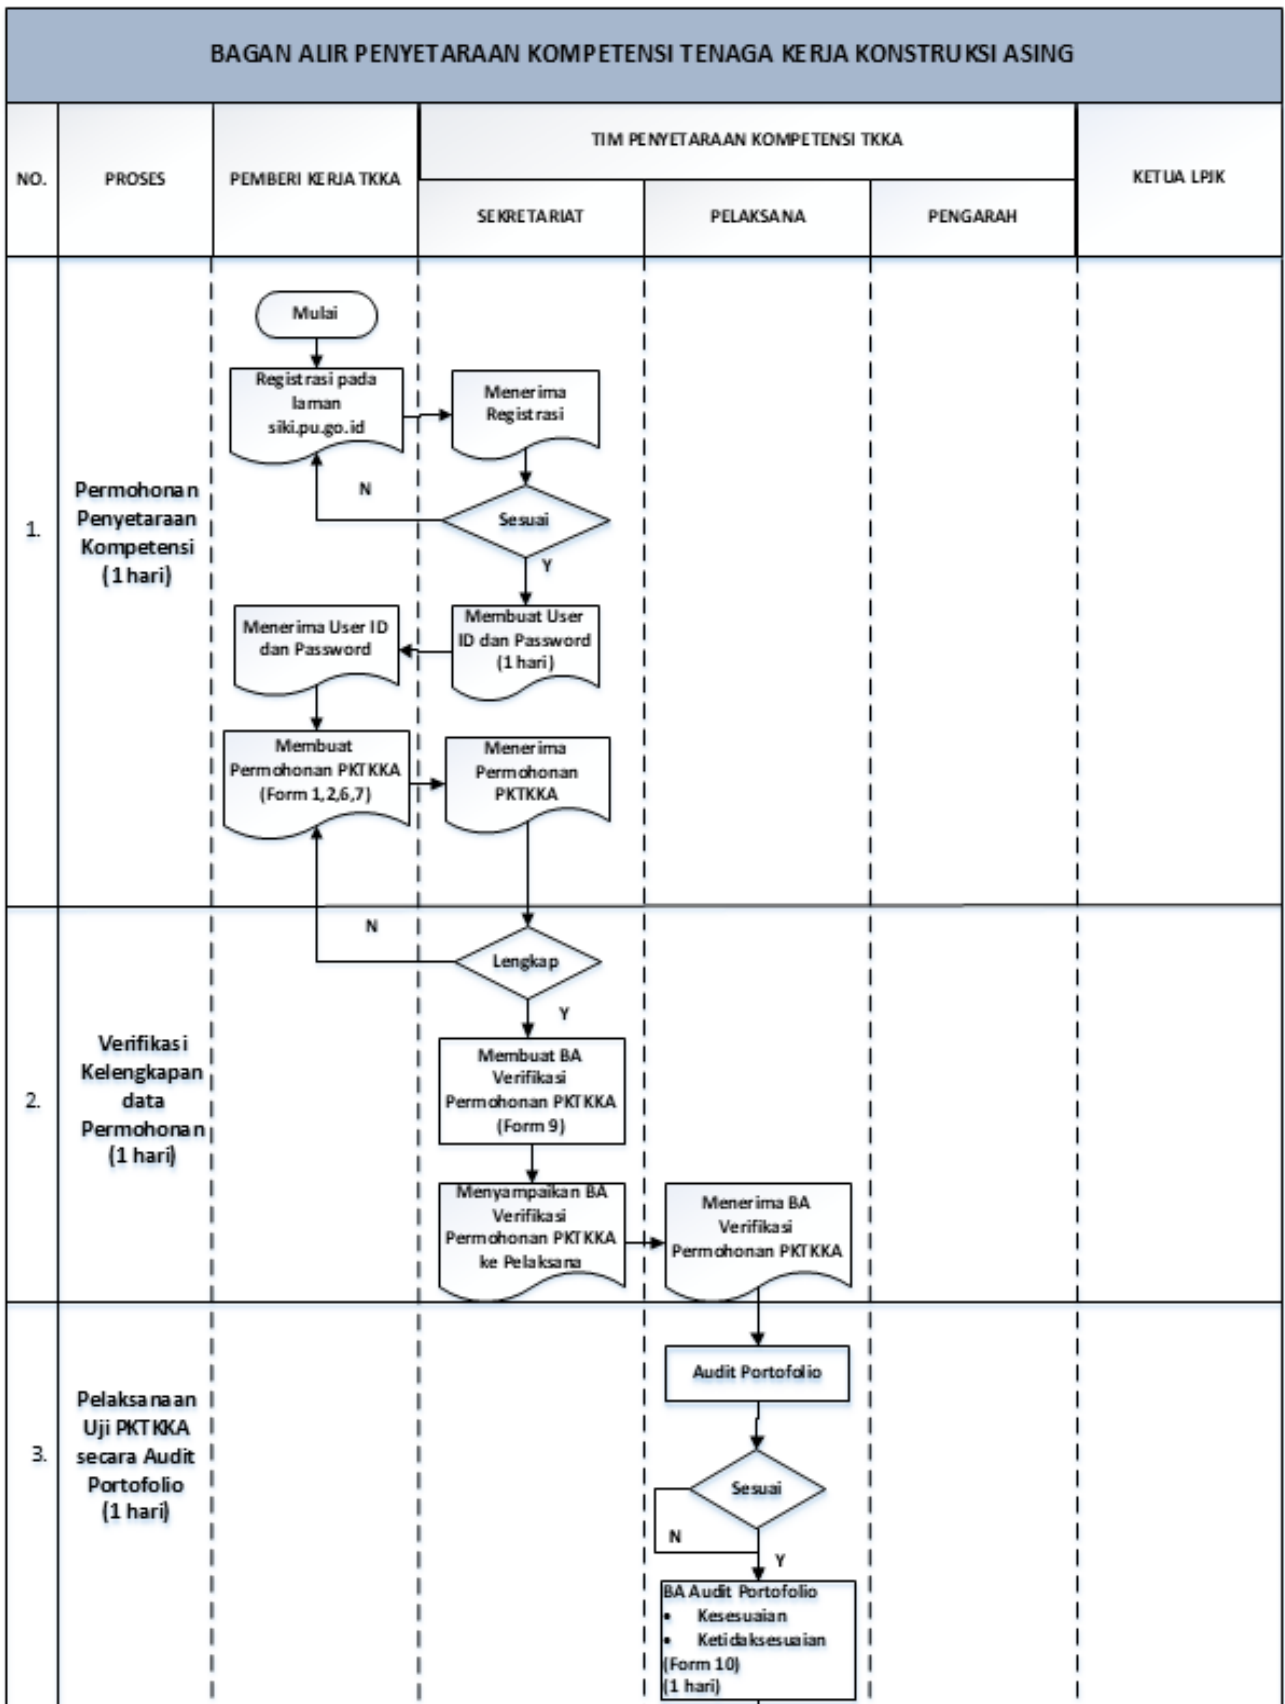 BAGAN ALIR PENYETARAAN KOMPETENSI TENAGA KERJA KONSTRUKSI ASING
NO.
PROSES
PEMBERI KERJA TKKA
TIM PENYETARAAN KOMPETENSI TKKA
SEKRETARIAT
PELAKSANA
PENGARAH
KETUA LPJK
1.
Permohonan
Penyetaraan
Kompetensi
(1 hari)
Mulai
Registrasi pada
laman
siki.pu.go.id
Menerima
Registrasi
Sesuai
N
Y
Membuat User
ID dan Password
(1 hari)
Menerima User ID
dan Password
Membuat
Permohonan PKTKKA
(Form 1,2,6,7)
Menerima
Permohonan
PKTKKA
2.
Verifikasi
Kelengkapan
data
Permohonan
(1 hari)
Lengkap
N
Y
Membuat BA
Verifikasi
Permohonan PKTKKA
(Form 9)
Menyampaikan BA
Verifikasi
Permohonan PKTKKA
ke Pelaksana
Menerima BA
Verifikasi
Permohonan PKTKKA
3.
Pelaksanaan
Uji PKTKKA
secara Audit
Portofolio
(1 hari)
Audit Portofolio
Sesuai
N
Y
BA Audit Portofolio
• Kesesuaian
• Ketidaksesuaian
(Form 10)
(1 hari)